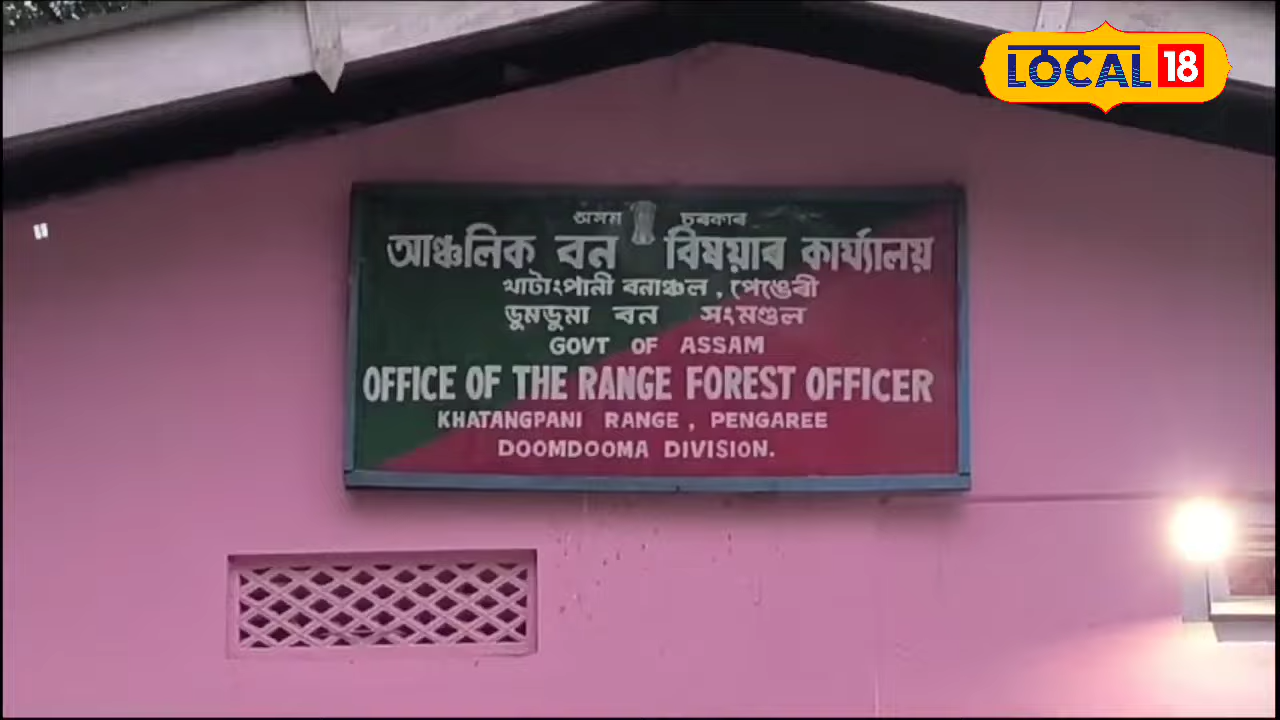 LOCAL 18
অসম চৰকাৰ
আঞ্চলিক বন বিষয়াৰ কাৰ্য্যালয়
খাটাংপানী বনাঞ্চল, পেঙেৰী
ডুমডুমা বন সংমণ্ডল
GOVT OF ASSAM
OFFICE OF THE RANGE FOREST OFFICER
KHATANGPANI RANGE, PENGAREE
DOOMDOOMA DIVISION.